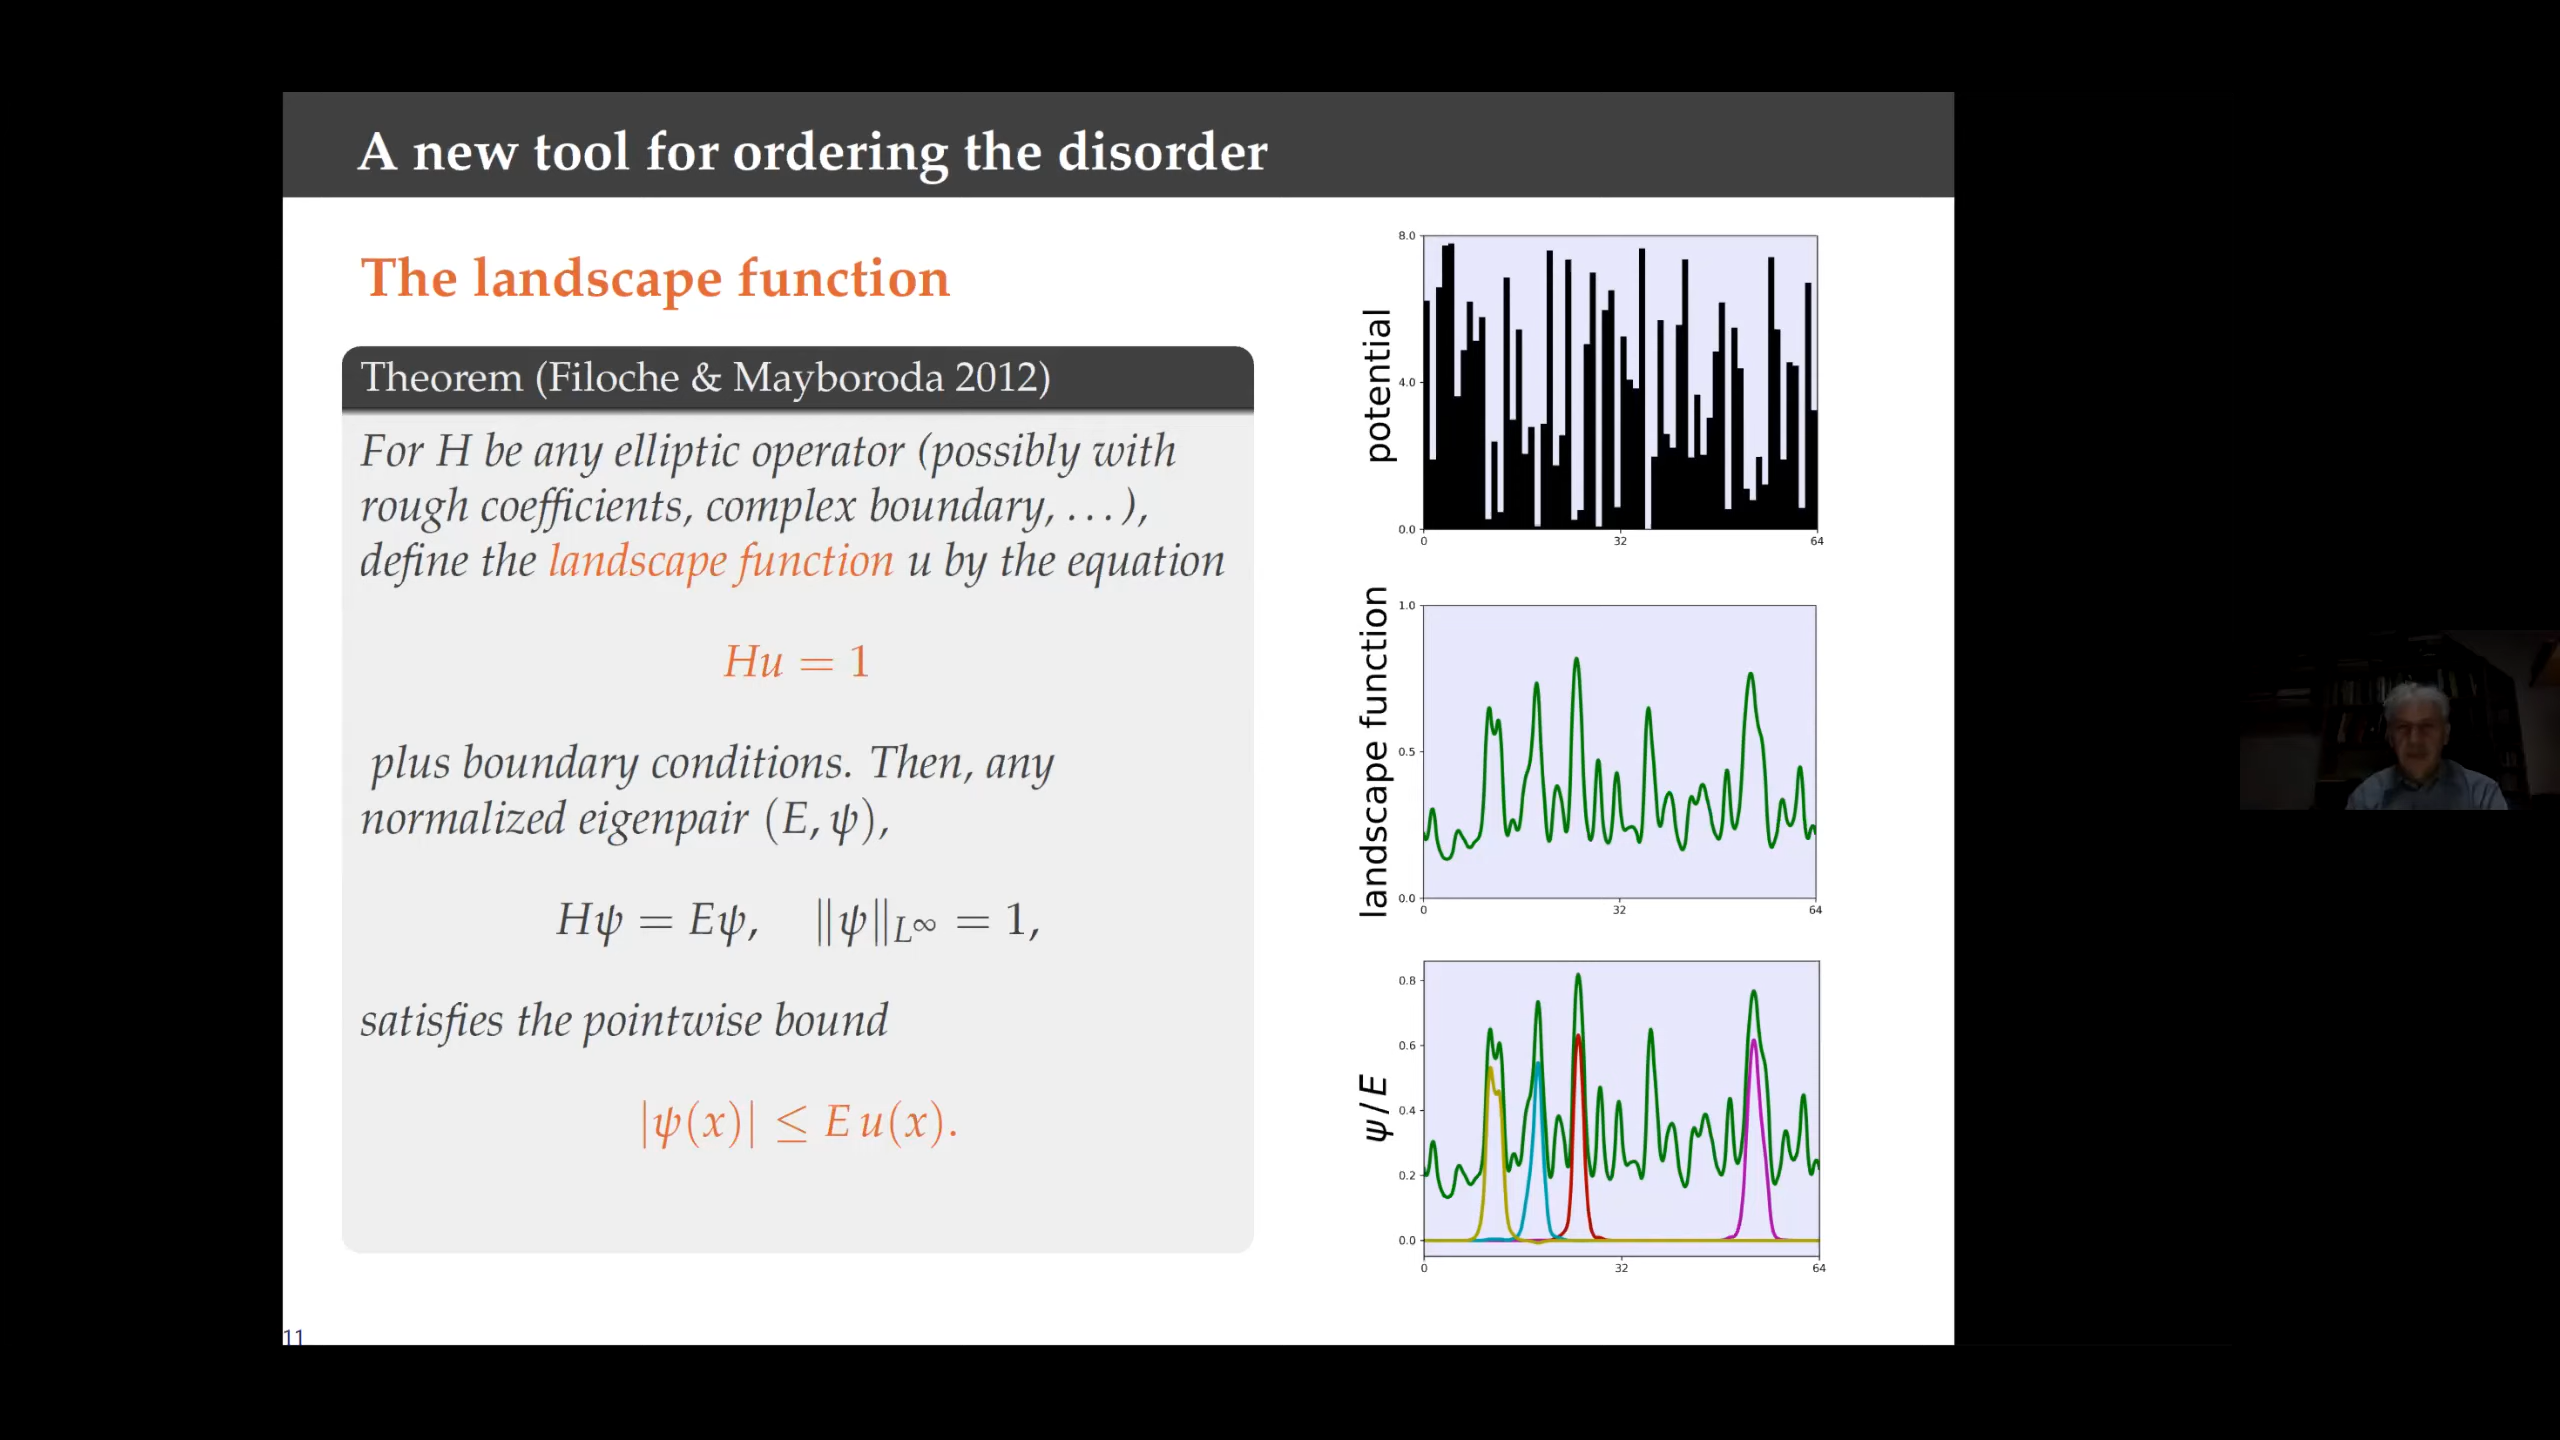 A new tool for ordering the disorder
The landscape function
Theorem (Filoche & Mayboroda 2012)
For H be any elliptic operator (possibly with
rough coefficients, complex boundary, . . . ),
define the landscape function u by the equation
Hu = 1
plus boundary conditions. Then, any
normalized eigenpair (E, ψ),
Hψ = Eψ, ‖ψ‖L∞ = 1,
satisfies the pointwise bound
|ψ(x)| ≤ E u(x).
potential
8.0
4.0
0.0
0 32 64
landscape function
1.0
0.5
0.0
0 32 64
ψ/E
0.8
0.6
0.4
0.2
0.0
0 32 64
11